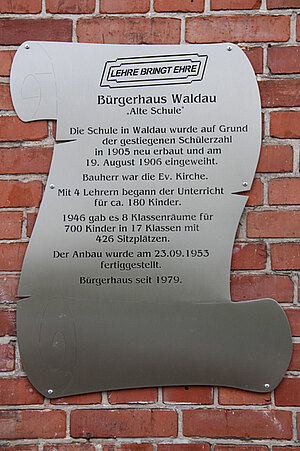 LEHRE BRINGT EHRE
Bürgerhaus Waldau
„Alte Schule"
Die Schule in Waldau wurde auf Grund
der gestiegenen Schülerzahl
in 1905 neu erbaut und am
19. August 1906 eingeweiht.
Bauherr war die Ev. Kirche.
Mit 4 Lehrern begann der Unterricht
für ca. 180 Kinder.
1946 gab es 8 Klassenräume für
700 Kinder in 17 Klassen mit
426 Sitzplätzen.
Der Anbau wurde am 23.09.1953
fertiggestellt.
Bürgerhaus seit 1979.